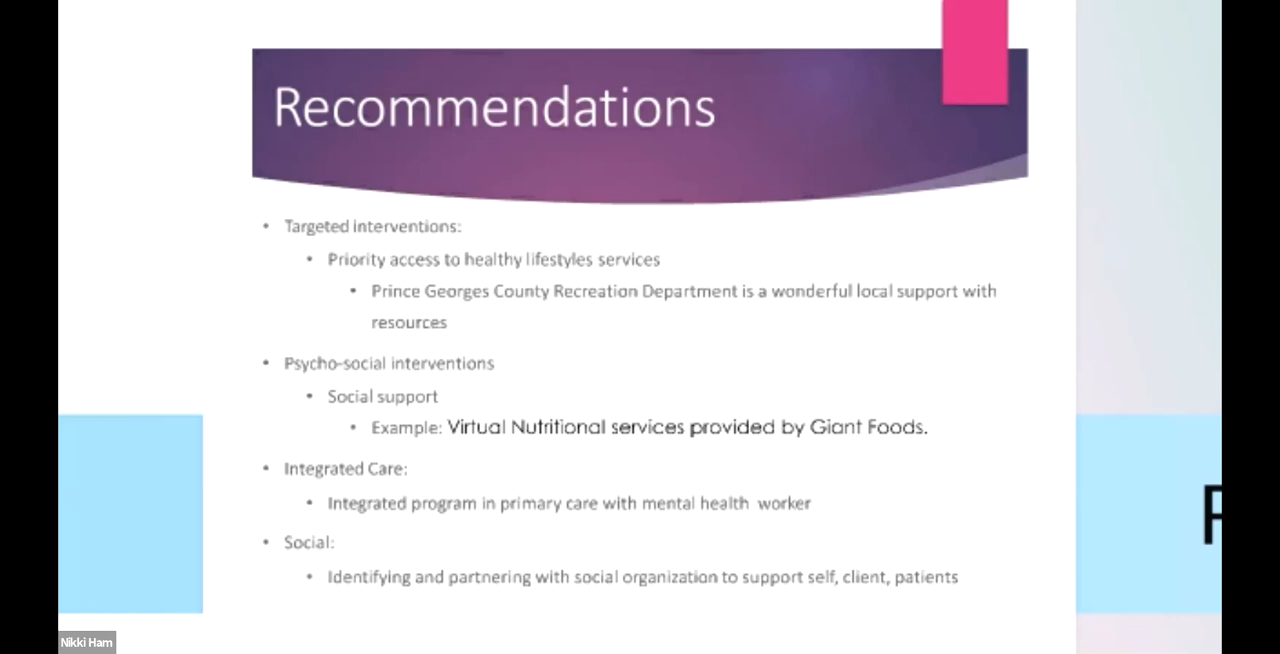 Recommendations
• Targeted interventions:
• Priority access to healthy lifestyles services
• Prince Georges County Recreation Department is a wonderful local support with
resources
• Psycho-social interventions
• Social support
• Example: Virtual Nutritional services provided by Giant Foods.
• Integrated Care:
• Integrated program in primary care with mental health worker
• Social:
• Identifying and partnering with social organization to support self, client, patients
Nikki Ham